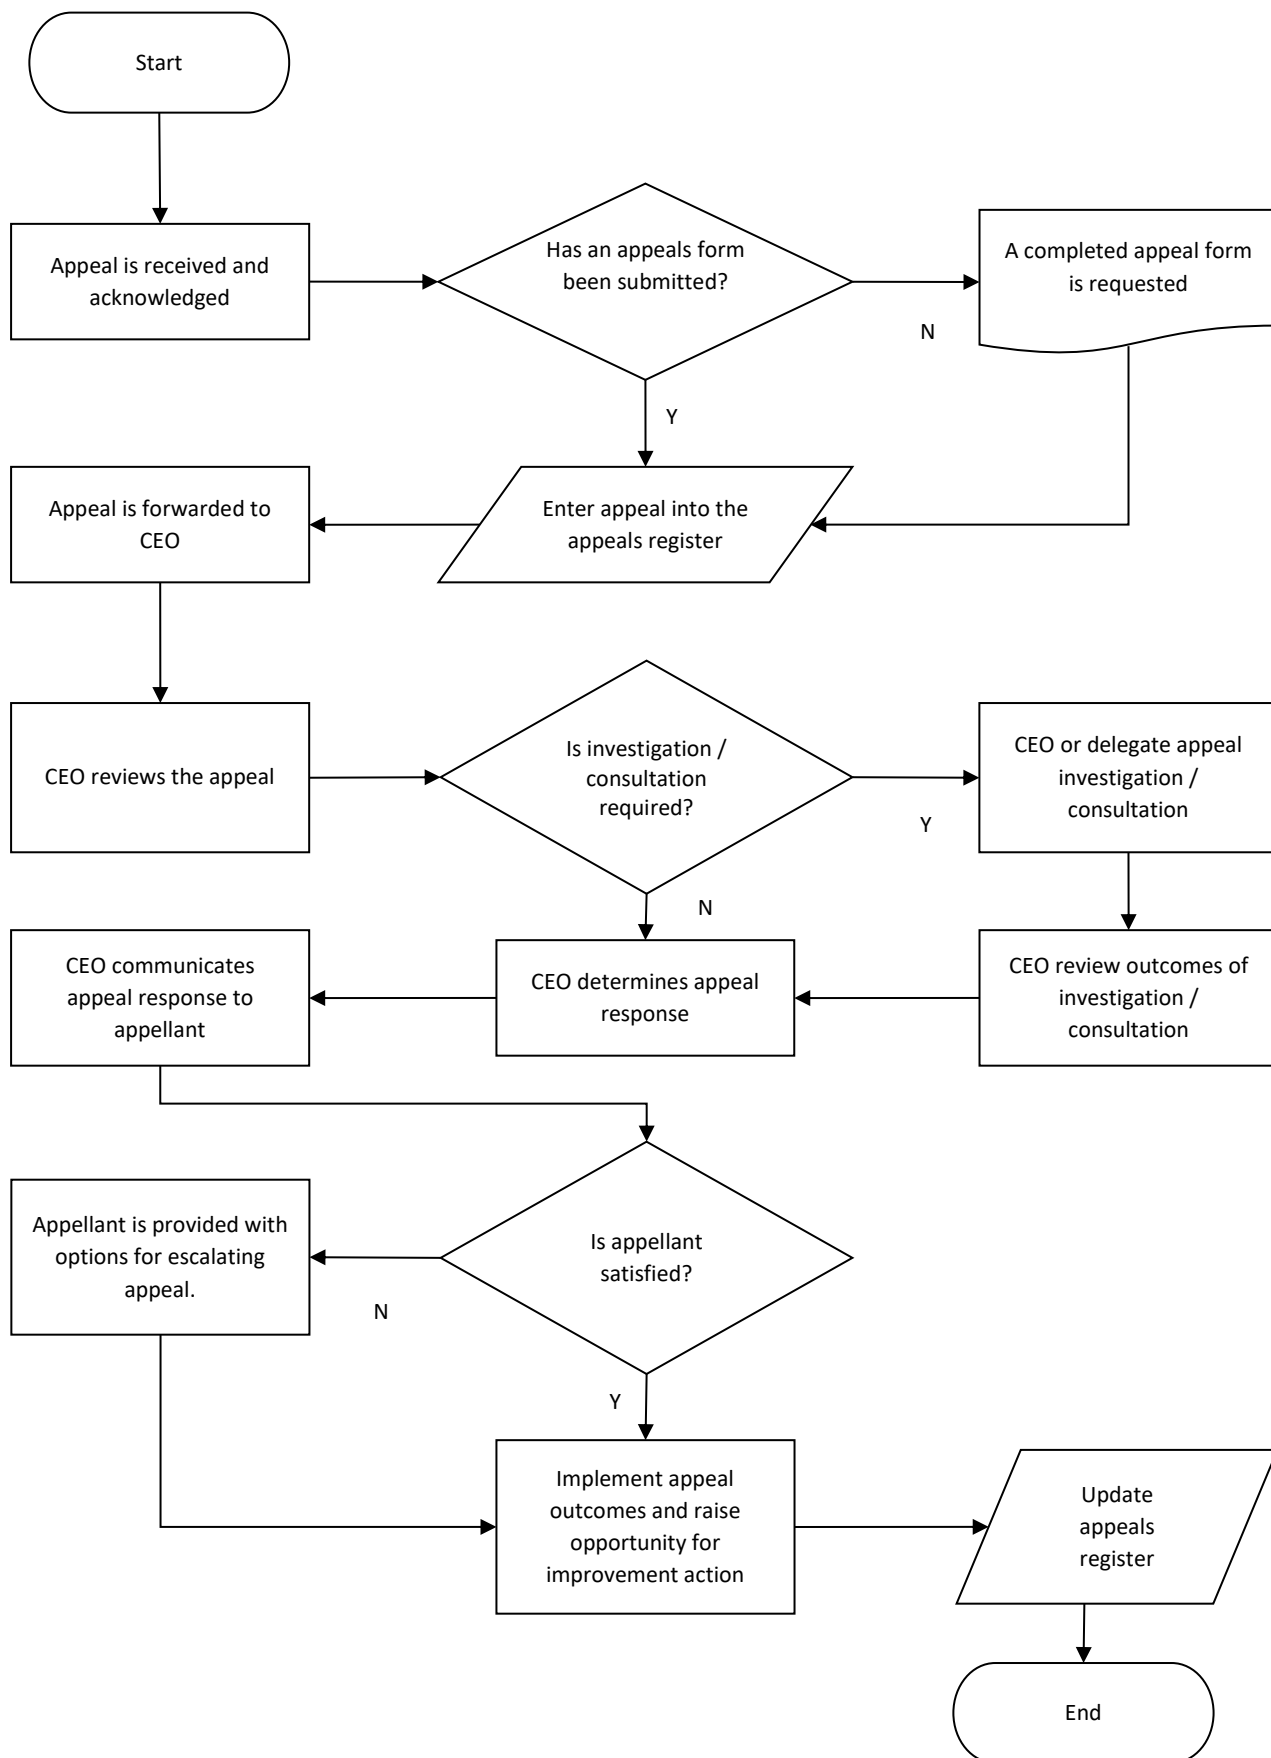 Start
Appeal is received and
acknowledged
Has an appeals form
been submitted?
A completed appeal form
is requested
N
Y
Appeal is forwarded to
CEO
Enter appeal into the
appeals register
CEO reviews the appeal
Is investigation /
consultation
required?
CEO or delegate appeal
investigation /
consultation
Y
N
CEO communicates
appeal response to
appellant
CEO determines appeal
response
CEO review outcomes of
investigation /
consultation
Appellant is provided with
options for escalating
appeal.
Is appellant
satisfied?
N
Y
Implement appeal
outcomes and raise
opportunity for
improvement action
Update
appeals
register
End